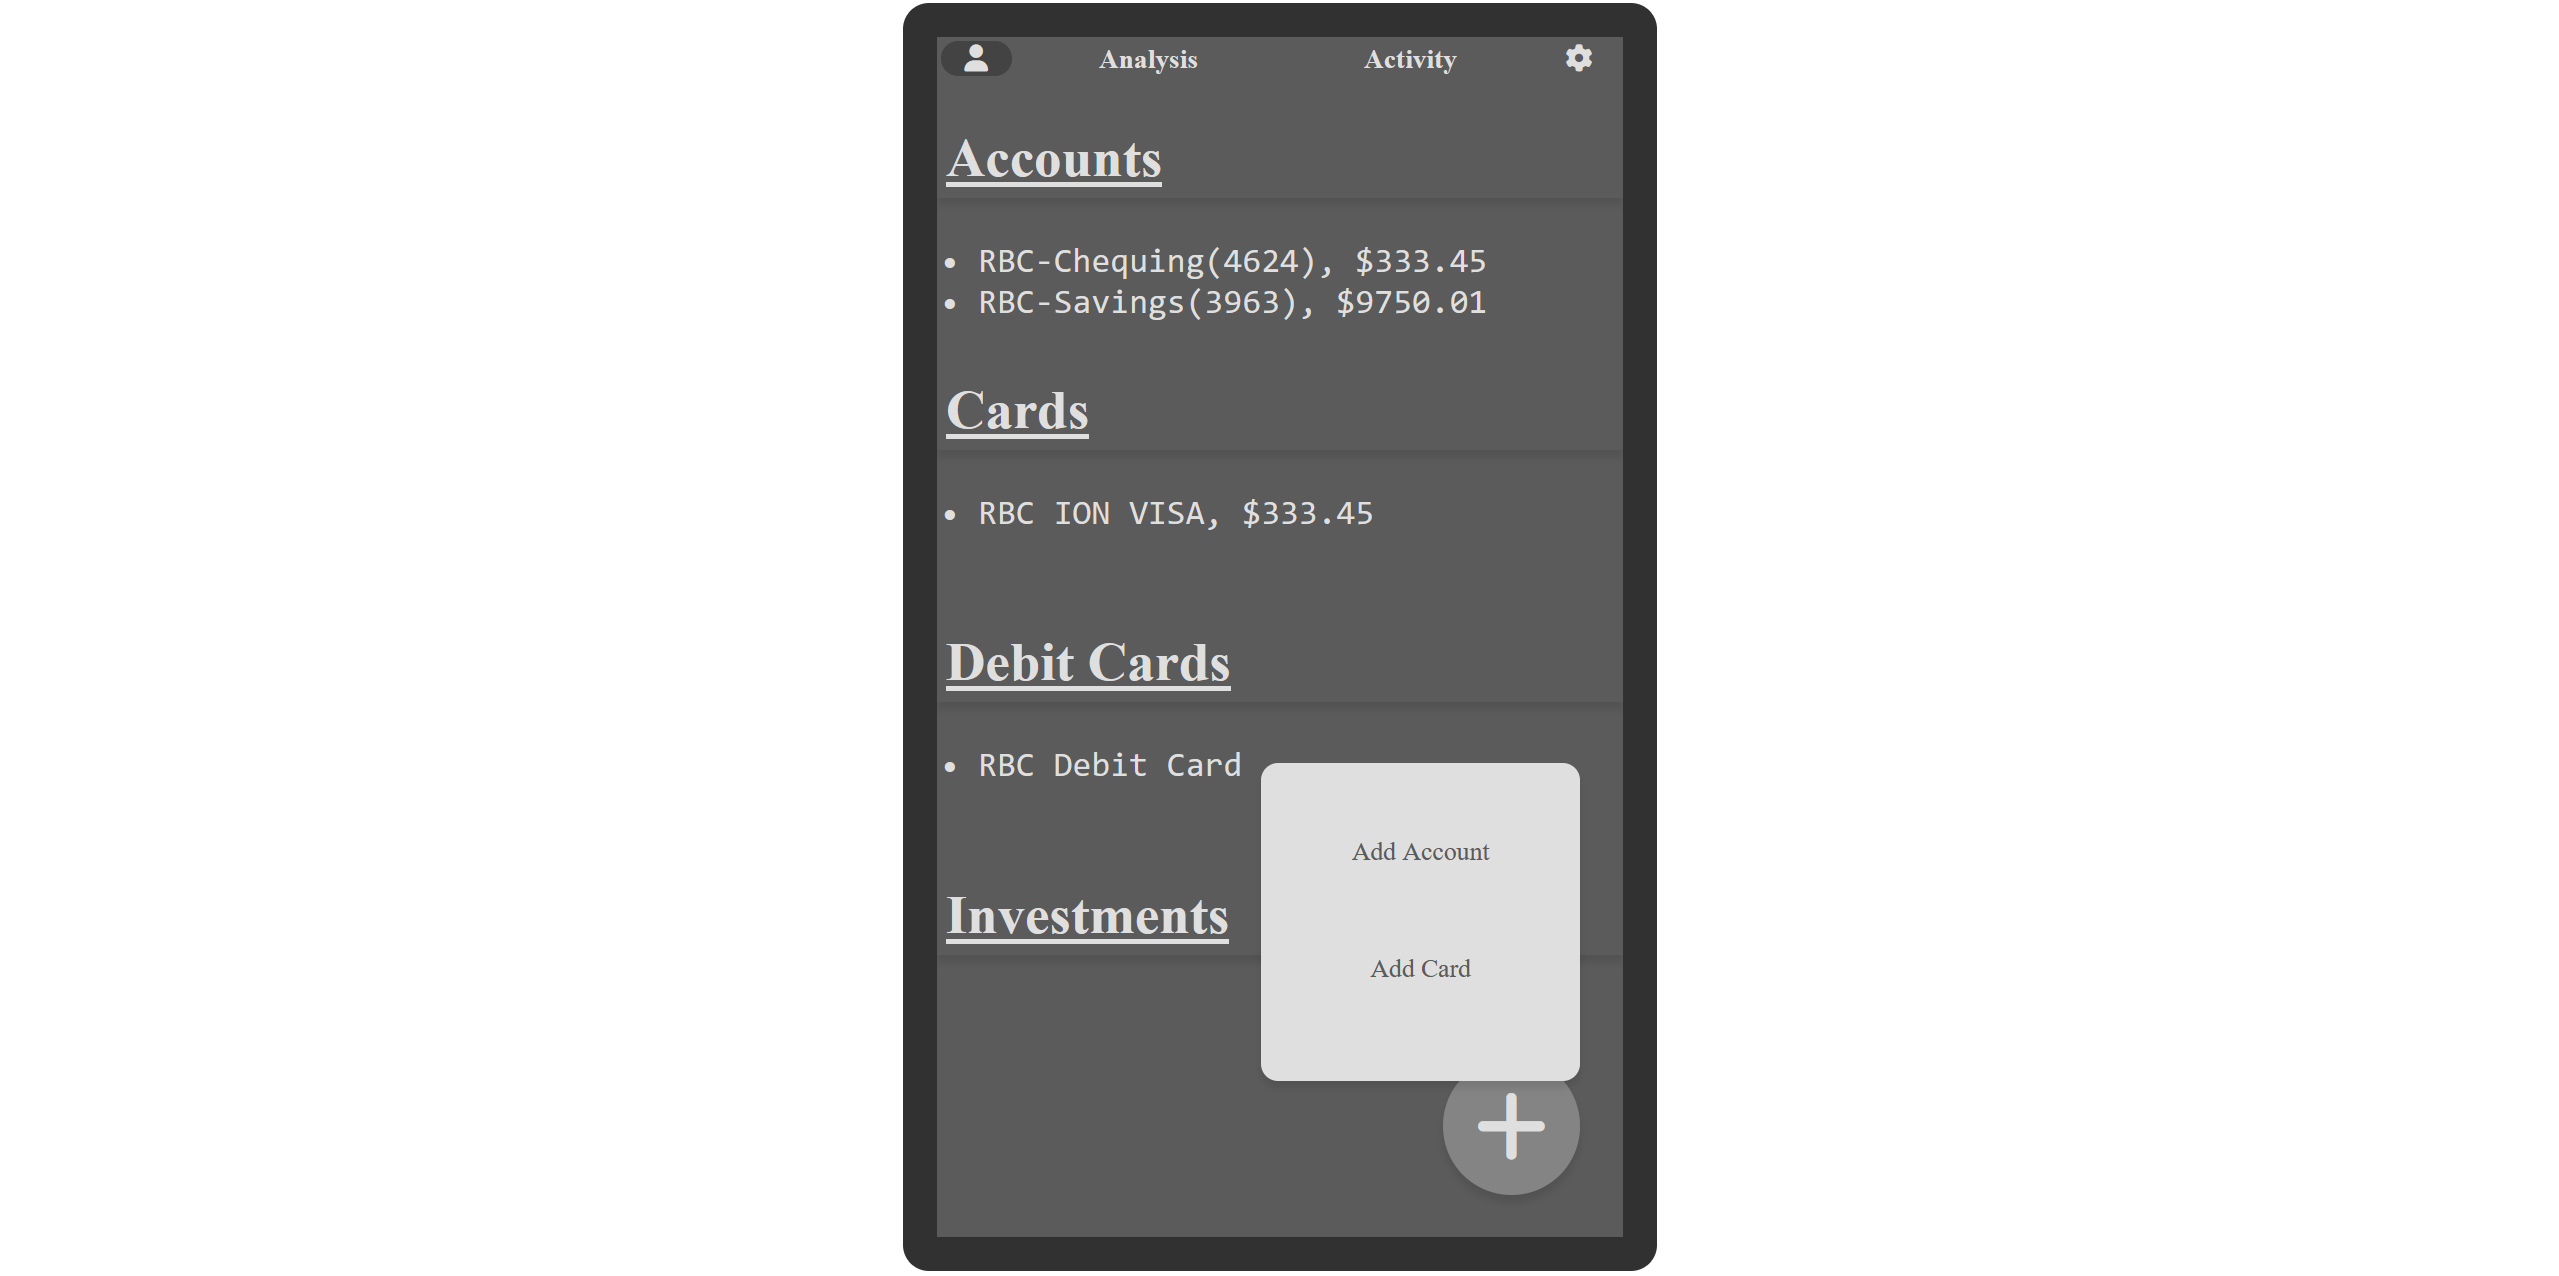 Analysis Activity
Accounts
• RBC-Chequing(4624), $333.45
• RBC-Savings(3963), $9750.01
Cards
• RBC ION VISA, $333.45
Debit Cards
• RBC Debit Card
Add Account
Investments
Add Card